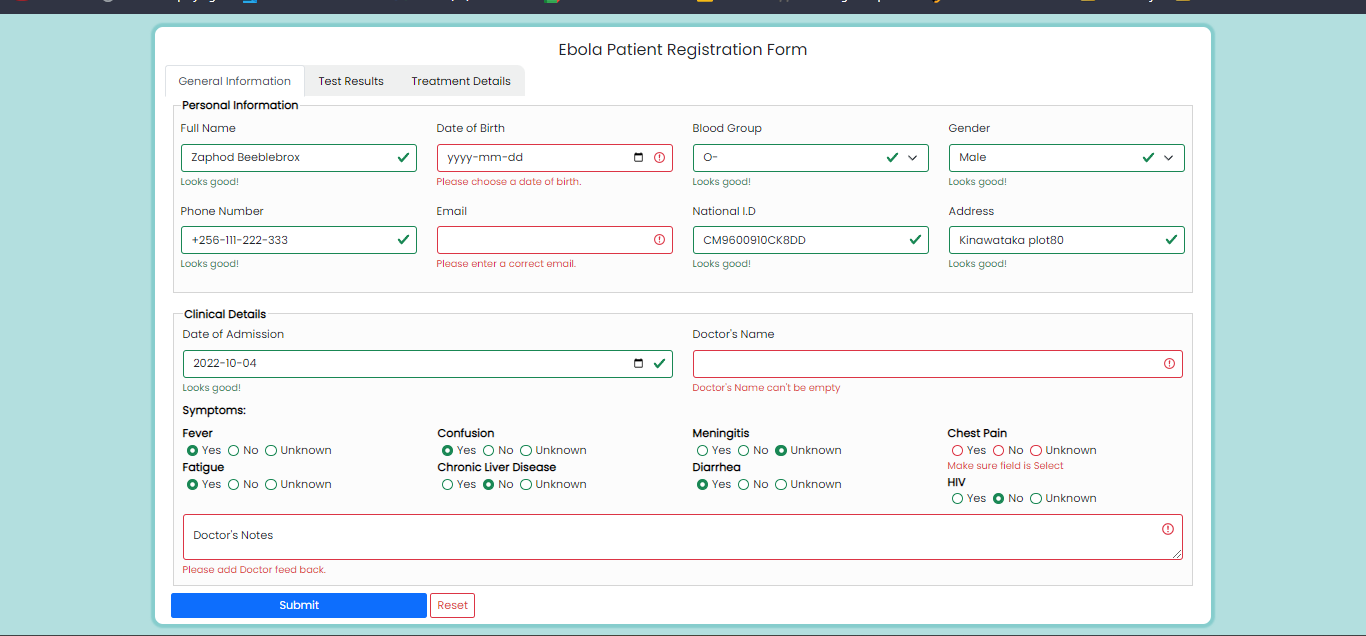 Ebola Patient Registration Form
General Information Test Results Treatment Details
Personal Information
Full Name Date of Birth Blood Group Gender
Zaphod Beeblebrox yyyy-mm-dd O- Male
Looks good! Please choose a date of birth. Looks good! Looks good!
Phone Number Email National I.D Address
+256-111-222-333 CM9600910CK8DD Kinawataka plot80
Looks good! Please enter a correct email. Looks good! Looks good!
Clinical Details
Date of Admission Doctor's Name
2022-10-04
Looks good! Doctor's Name can't be empty
Symptoms:
Fever Confusion Meningitis Chest Pain
Yes No Unknown Yes No Unknown Yes No Unknown Yes No Unknown
Fatigue Chronic Liver Disease Diarrhea Make sure field is Select
Yes No Unknown Yes No Unknown Yes No Unknown HIV
Yes No Unknown
Doctor's Notes
Please add Doctor feed back.
Submit Reset